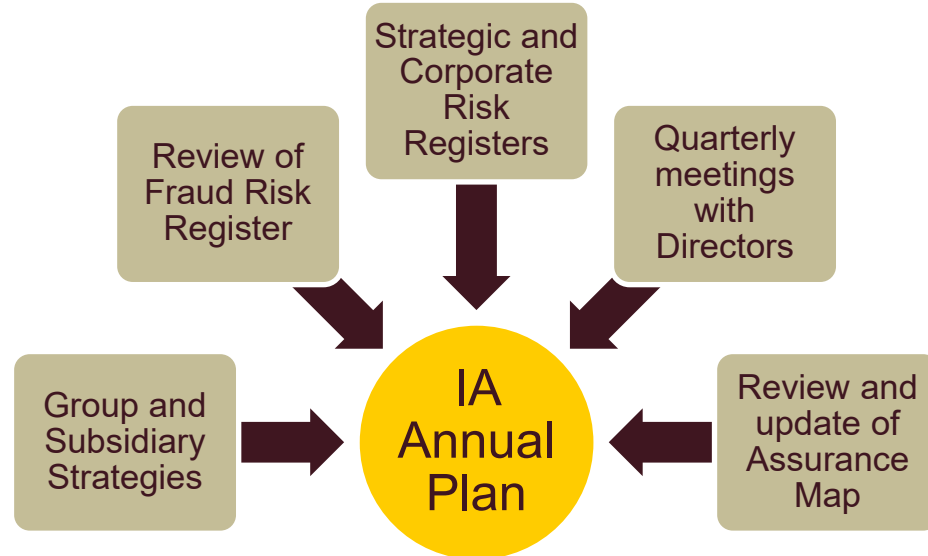 Strategic and
Corporate
Risk
Registers
Review of
Fraud Risk
Register
Quarterly
meetings
with
Directors
Group and
Subsidiary
Strategies
IA
Annual
Plan
Review and
update of
Assurance
Map